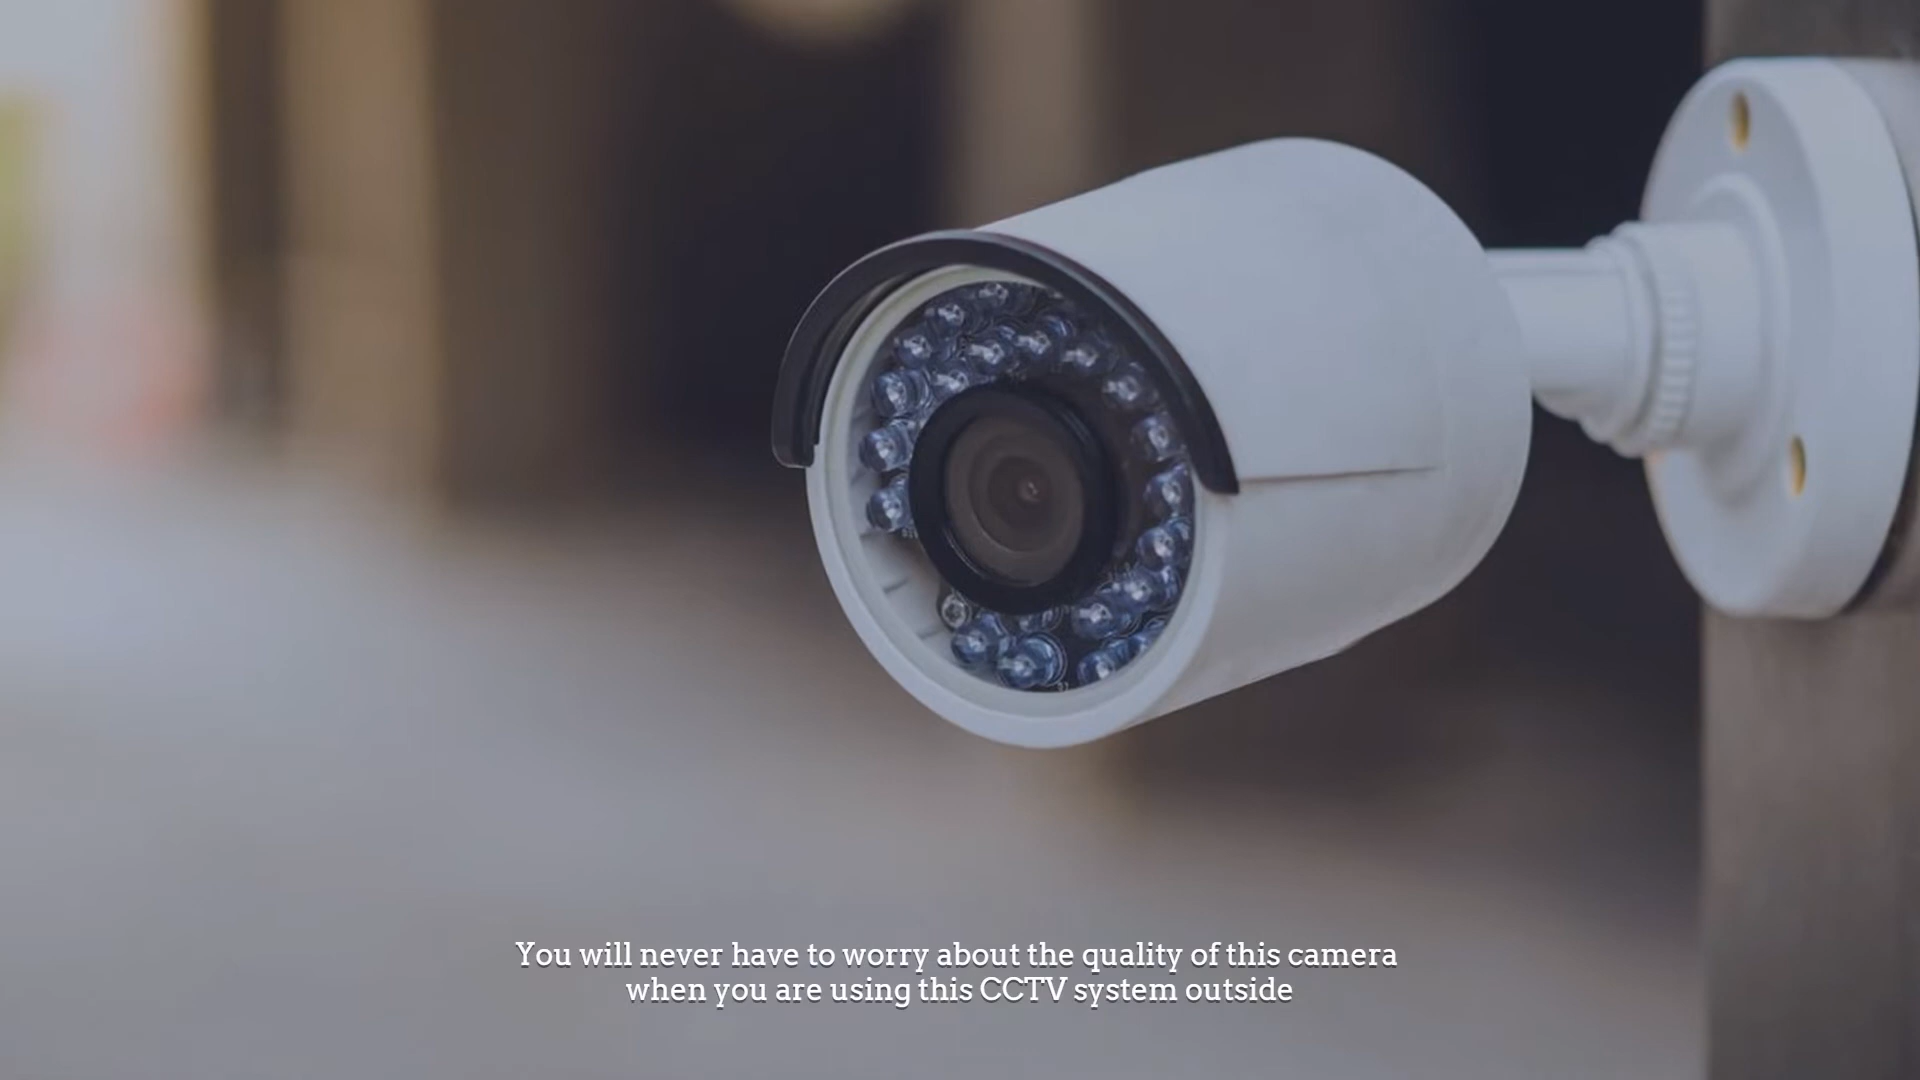 You will never have to worry about the quality of this camera
when you are using this CCTV system outside